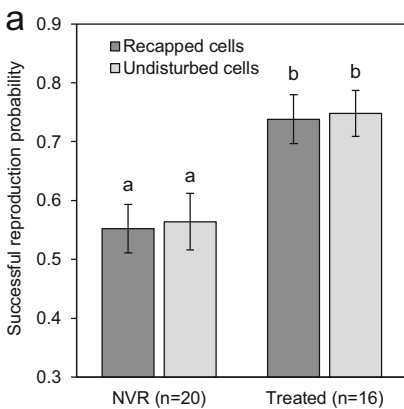 a
Successful reproduction probability
0.9
0.8
0.7
0.6
0.5
0.4
0.3
Recapped cells
Undisturbed cells
a
a
b
b
NVR (n=20)
Treated (n=16)